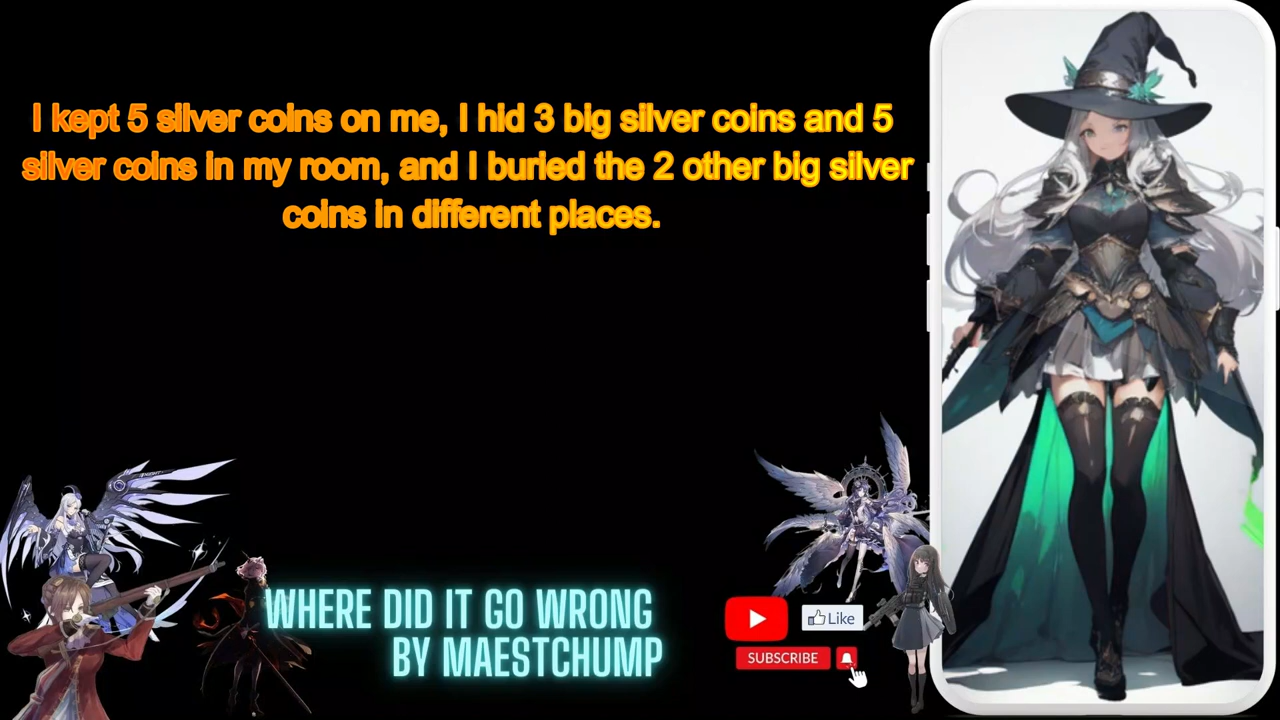 I kept 5 silver coins on me, I hid 3 big silver coins and 5
silver coins in my room, and I buried the 2 other big silver
coins in different places.
WHERE DID IT GO WRONG
BY MAESTCHUMP
Like
SUBSCRIBE